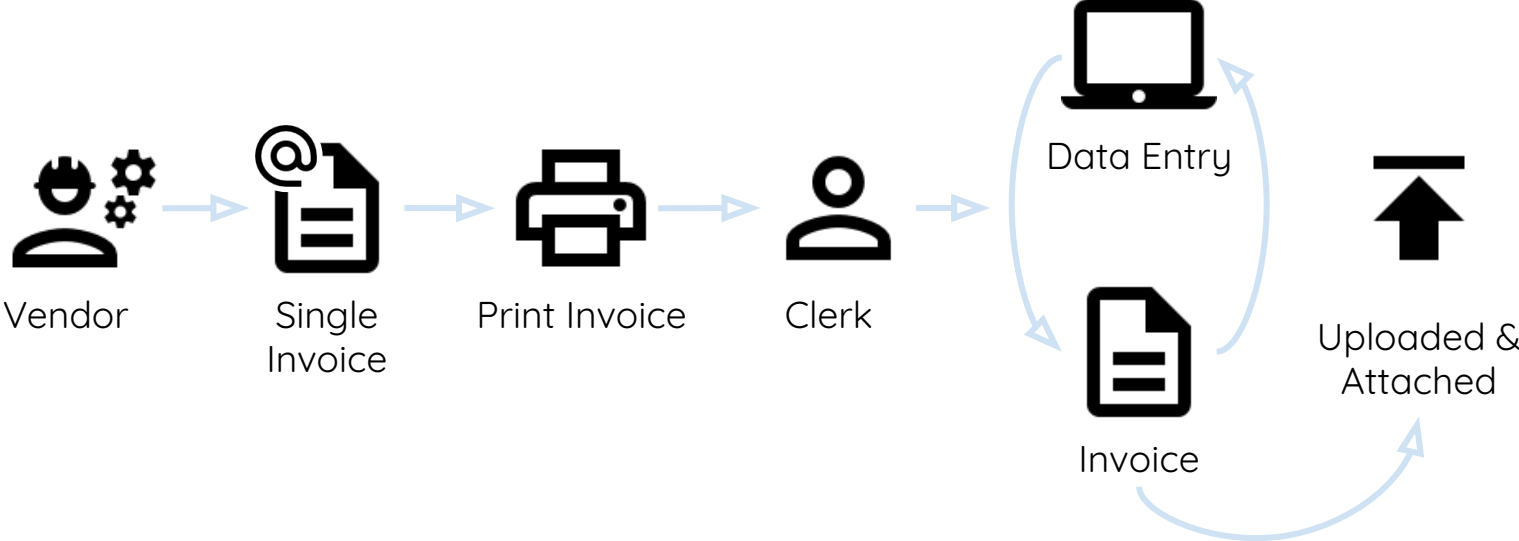 Vendor
Single
Invoice
Print Invoice
Clerk
Data Entry
Invoice
Uploaded &
Attached